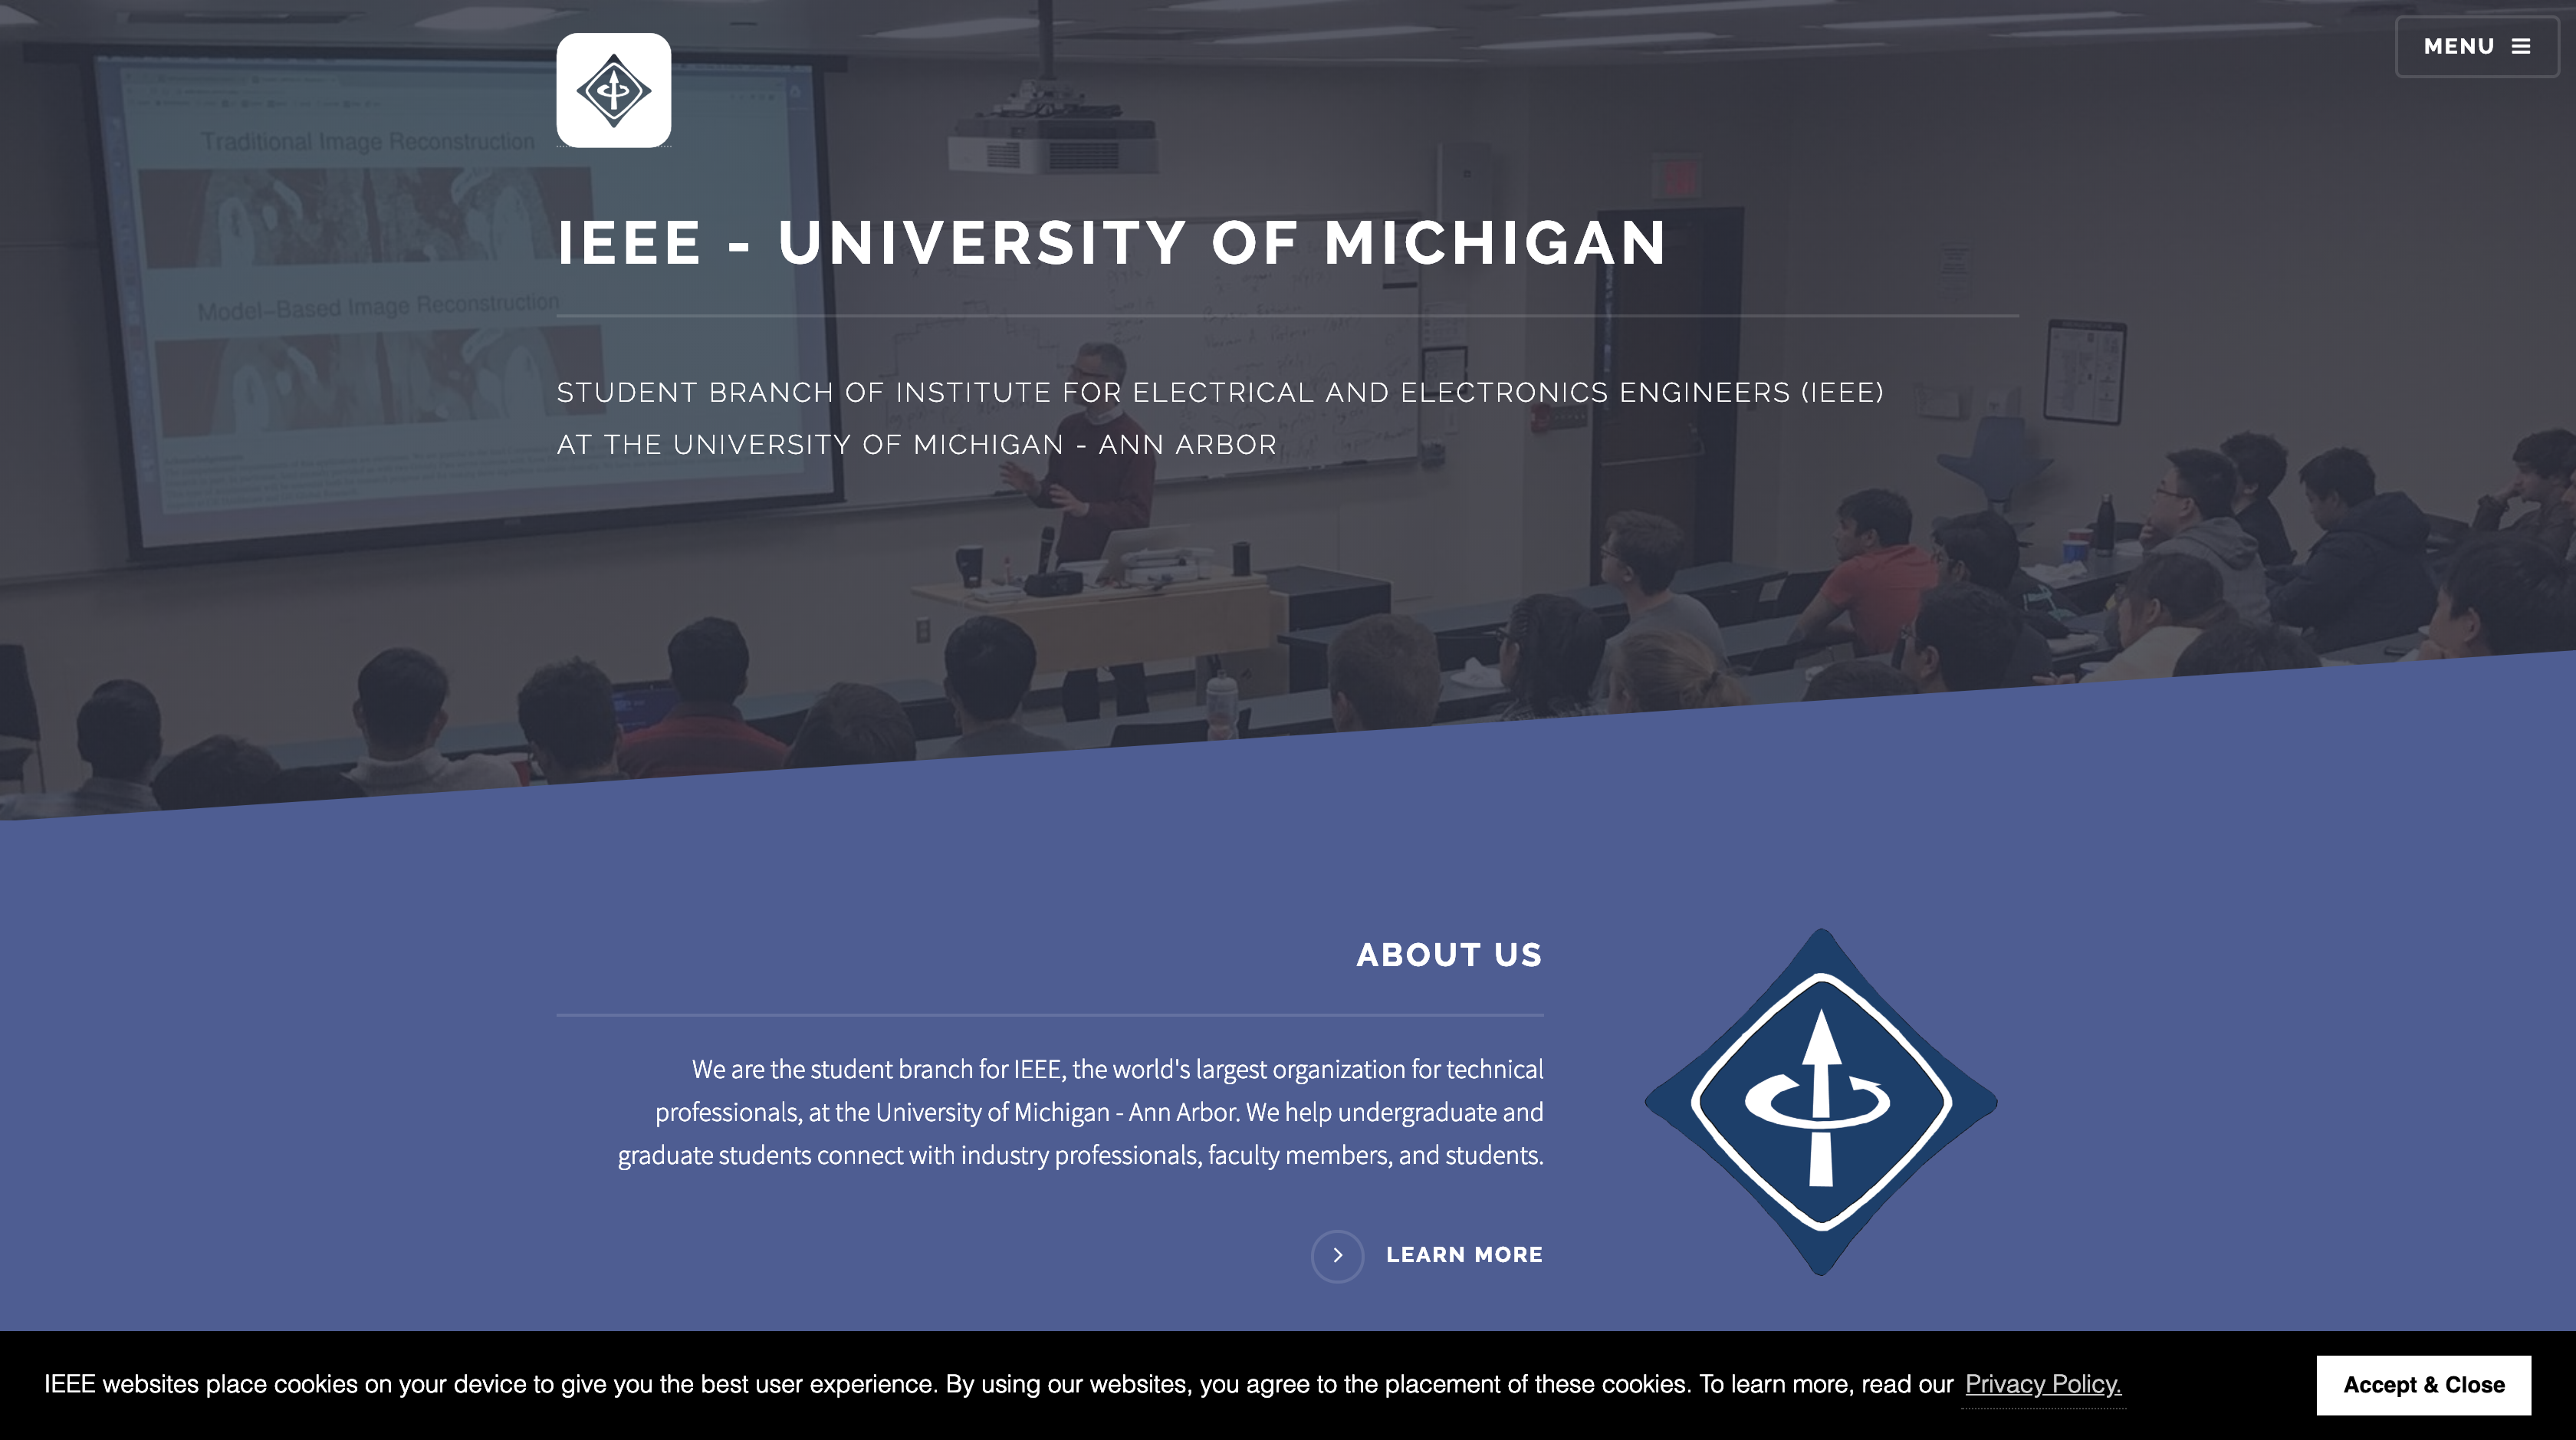 MENU
Traditional Image Reconstruction
IEEE - UNIVERSITY OF MICHIGAN
Model-Based Image Reconstruction
STUDENT BRANCH OF INSTITUTE FOR ELECTRICAL AND ELECTRONICS ENGINEERS (IEEE)
AT THE UNIVERSITY OF MICHIGAN - ANN ARBOR
ABOUT US
We are the student branch for IEEE, the world's largest organization for technical
professionals, at the University of Michigan - Ann Arbor. We help undergraduate and
graduate students connect with industry professionals, faculty members, and students.
LEARN MORE
IEEE websites place cookies on your device to give you the best user experience. By using our websites, you agree to the placement of these cookies. To learn more, read our Privacy Policy.
Accept & Close